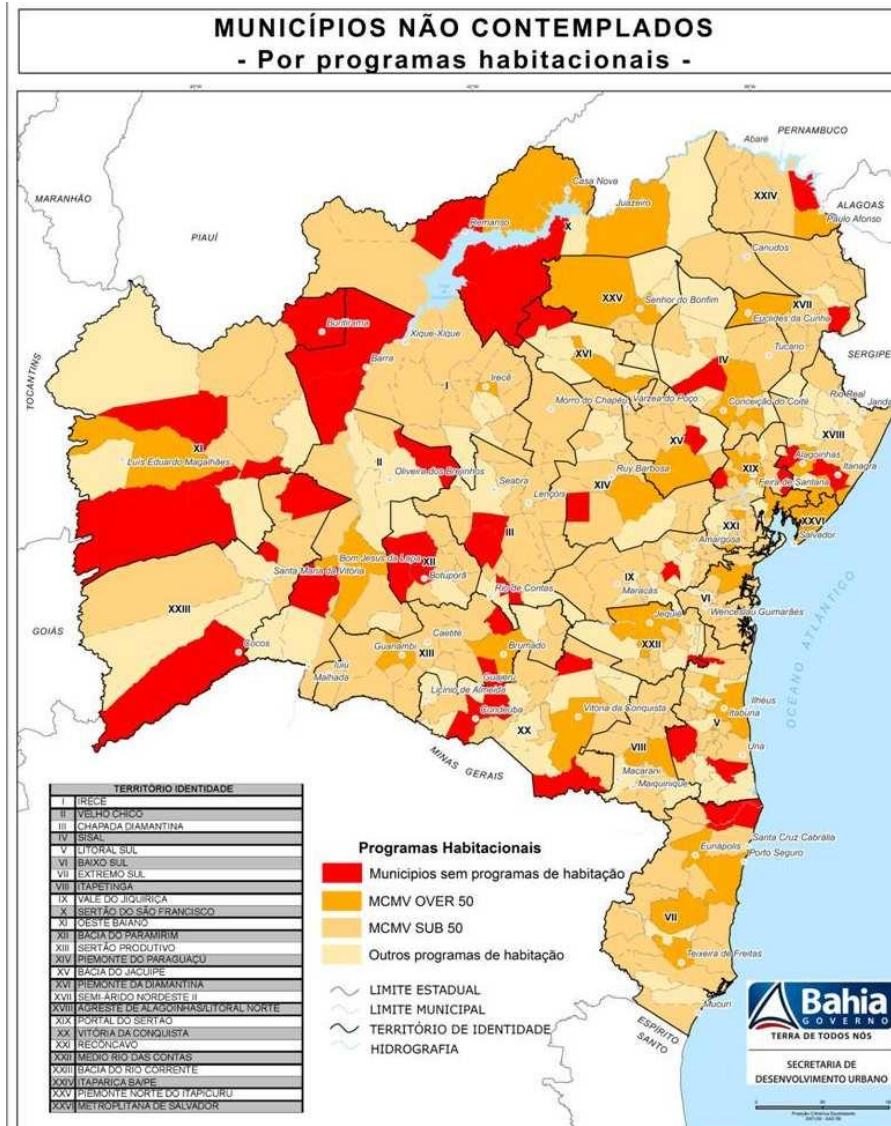 MUNICÍPIOS NÃO CONTEMPLADOS
- Por programas habitacionais -
PERNAMBUCO
Abaré
MARANHÃO
Casa Nova
XXIV
ALAGOAS
PIAUÍ
Remanso
X
Juazeiro
Paulo Afonso
Canudos
XXV
Senhor do Bonfim
XVII
Euclides da Cunha
Buritirama
Xique-Xique
XVI
IV
Tucano
SERGIPE
TOCANTINS
Barra
I
Irecê
Morro do Chapéu
Várzea do Poço
Conceição do Coité
Rio Real
Janda
XVIII
XI
Luís Eduardo Magalhães
II
Oliveira dos Brejinhos
Seabra
XV
Ruy Barbosa
XIX
Alagoinhas
Itanagra
Feira de Santana
Lençóis
XIV
XXVI
Salvador
III
XXI
Amargosa
Bom Jesus da Lapa
XII
Botuporã
Santa Maria da Vitória
Rio de Contas
IX
Maracás
VI
Wenceslau Guimarães
XXIII
GOIÁS
Cocos
Jequié
XXII
Caetité
Guanambi
XIII
Brumado
Iuiu
Malhada
Guajeru
Licínio de Almeida
Condeúba
Vitória da Conquista
Ilhéus
Itabuna
V
Una
XX
VIII
Macarani
Maiquinique
MINAS GERAIS
OCEANO ATLÂNTICO
Santa Cruz Cabrália
Eunápolis
Porto Seguro
VII
Teixeira de Freitas
Mucuri
ESPÍRITO
SANTO
TERRITÓRIO IDENTIDADE
I IRECÊ
II VELHO CHICO
III CHAPADA DIAMANTINA
IV SISAL
V LITORAL SUL
VI BAIXO SUL
VII EXTREMO SUL
VIII ITAPETINGA
IX VALE DO JIQUIRIÇA
X SERTÃO DO SÃO FRANCISCO
XI OESTE BAIANO
XII BACIA DO PARAMIRIM
XIII SERTÃO PRODUTIVO
XIV PIEMONTE DO PARAGUAÇÚ
XV BACIA DO JACUIPE
XVI PIEMONTE DA DIAMANTINA
XVII SEMI-ÁRIDO NORDESTE II
XVIII AGRESTE DE ALAGOINHAS/LITORAL NORTE
XIX PORTAL DO SERTÃO
XX VITÓRIA DA CONQUISTA
XXI RECÔNCAVO
XXII MEDIO RIO DAS CONTAS
XXIII BACIA DO RIO CORRENTE
XXIV ITAPARICA BA/PE
XXV PIEMONTE NORTE DO ITAPICURU
XXVI METROPLITANA DE SALVADOR
Programas Habitacionais
Municipios sem programas de habitação
MCMV OVER 50
MCMV SUB 50
Outros programas de habitação
LIMITE ESTADUAL
LIMITE MUNICIPAL
TERRITÓRIO DE IDENTIDADE
HIDROGRAFIA
Bahia
GOVERNO
TERRA DE TODOS NÓS
SECRETARIA DE
DESENVOLVIMENTO URBANO